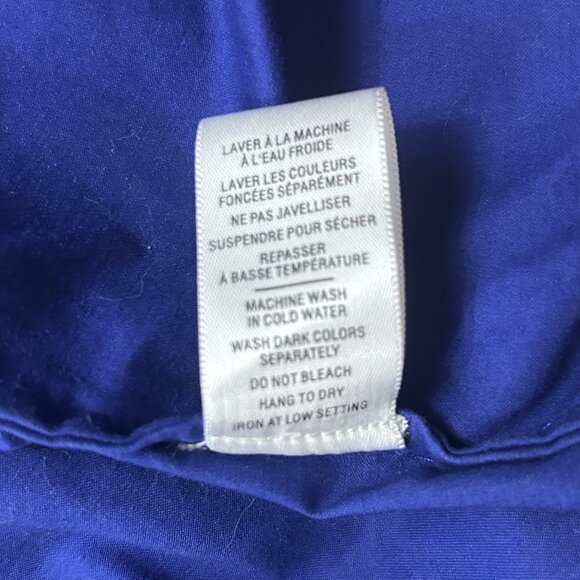 LAVER À LA MACHINE
À L'EAU FROIDE
LAVER LES COULEURS
FONCÉES SÉPARÉMENT
NE PAS JAVELLISER
SUSPENDRE POUR SÉCHER
REPASSER
À BASSE TEMPÉRATURE
MACHINE WASH
IN COLD WATER
WASH DARK COLORS
SEPARATELY
DO NOT BLEACH
HANG TO DRY
IRON AT LOW SETTING